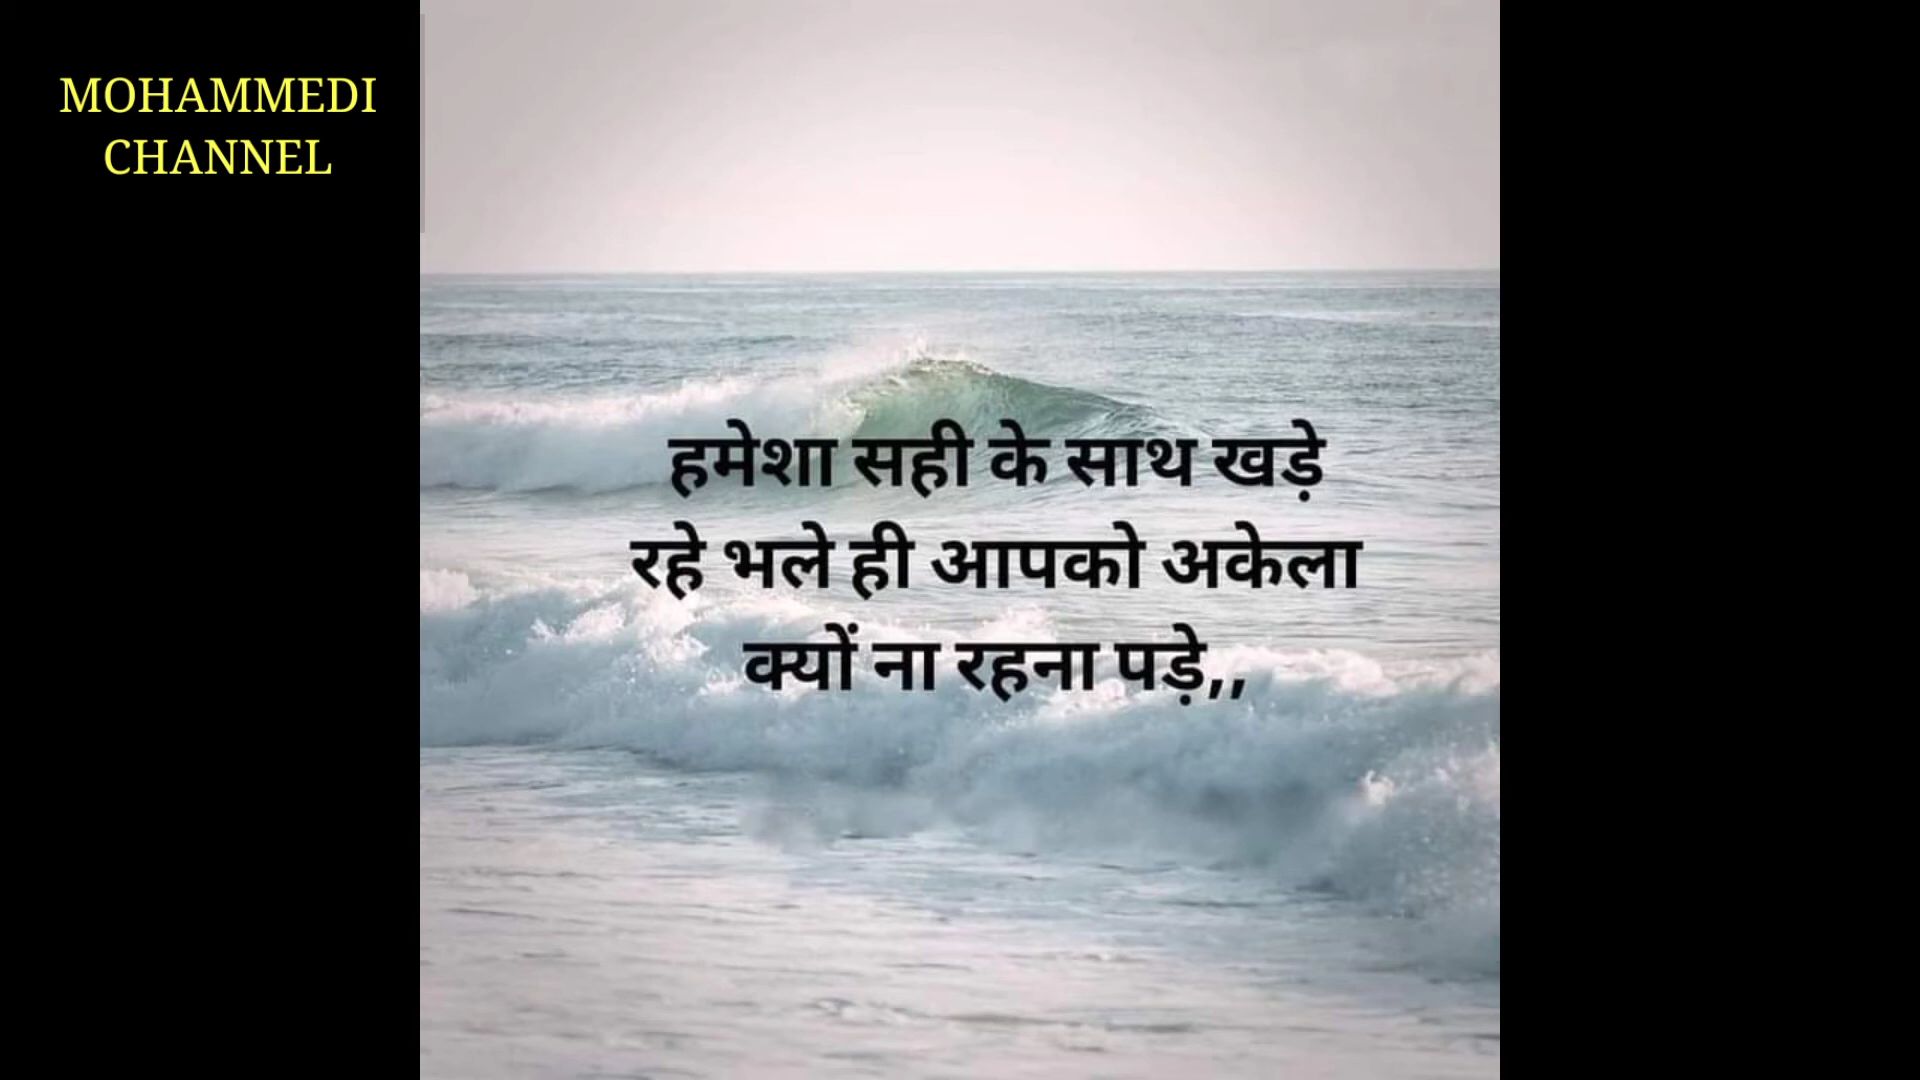 MOHAMMEDI
CHANNEL
हमेशा सही के साथ खड़े
रहे भले ही आपको अकेला
क्यों ना रहना पड़े,,